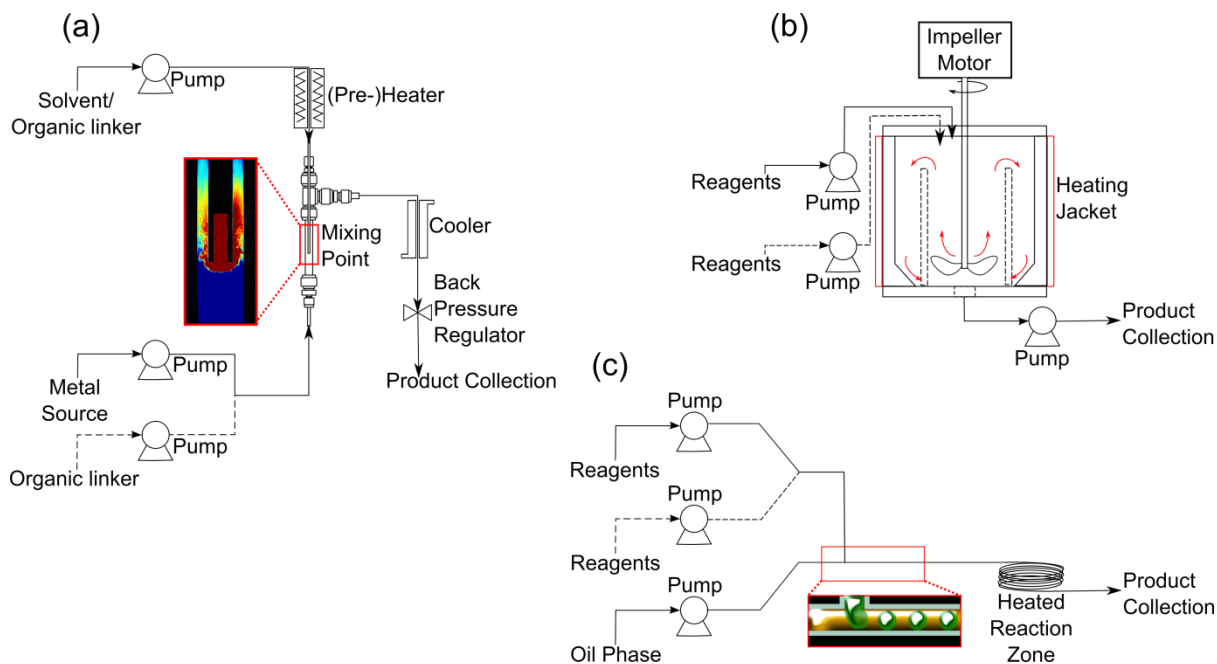 (a)
Pump
Solvent/
Organic linker
(Pre-)Heater
Mixing
Point
Cooler
Back
Pressure
Regulator
Product Collection
Pump
Metal
Source
Pump
Organic linker
(b)
Impeller
Motor
Reagents
Pump
Reagents
Pump
Heating
Jacket
Pump
Product
Collection
(c)
Pump
Reagents
Pump
Reagents
Pump
Oil Phase
Heated
Reaction
Zone
Product
Collection